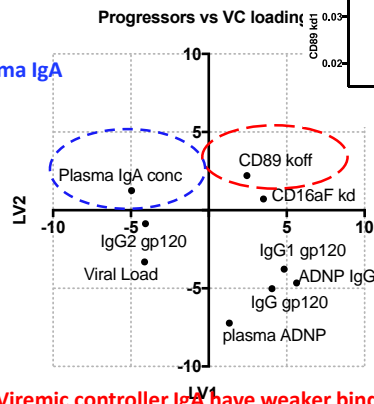 Progressors vs VC loading
CD89 kd1
0.03
0.02
ma IgA
10
5
CD89 koff
Plasma IgA conc
CD16aF kd
LV2
-10
-5
5
10
IgG2 gp120
IgG1 gp120
Viral Load
ADNP IgG
-5
IgG gp120
plasma ADNP
-10
LV1
Viremic controller IgA have weaker bind